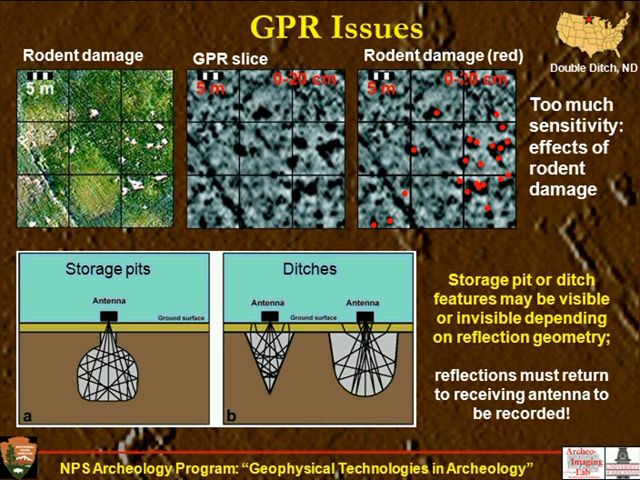 GPR Issues
Rodent damage
GPR slice
Rodent damage (red)
Double Ditch, ND
5 m
5 m
0-20 cm
5 m
0-20 cm
Too much
sensitivity:
effects of
rodent
damage
Storage pits
Antenna
Ground surface
a
Ditches
Antenna
Antenna
Ground surface
b
Storage pit or ditch
features may be visible
or invisible depending
on reflection geometry;
reflections must return
to receiving antenna to
be recorded!
NPS Archeology Program: “Geophysical Technologies in Archeology”
Archeo-
Imaging
Lab